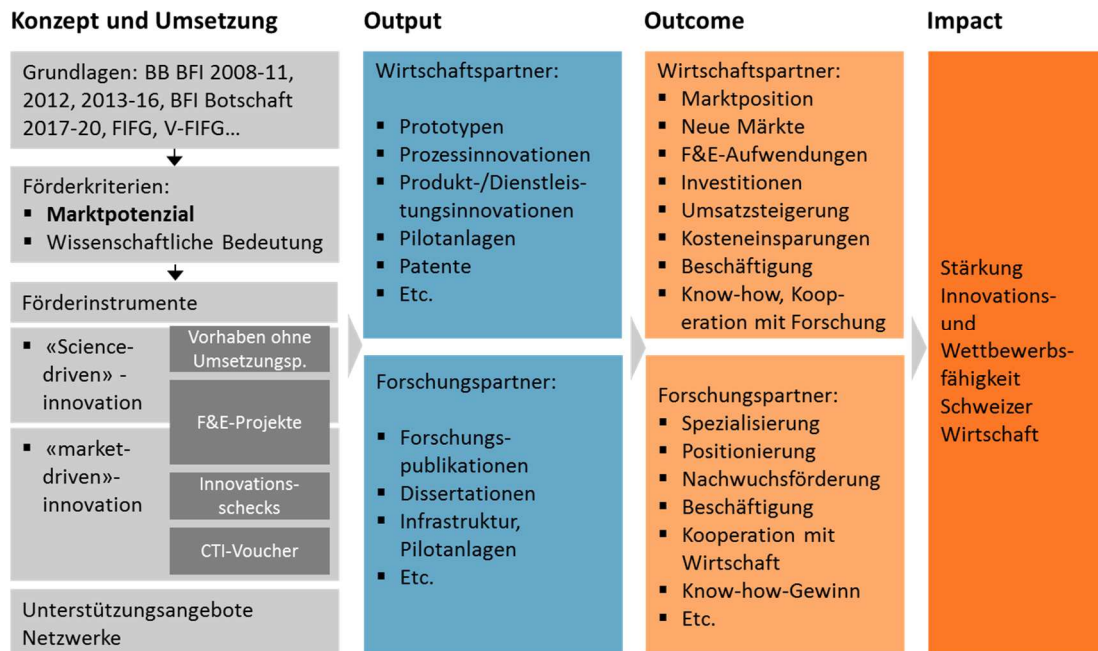 Konzept und Umsetzung
Grundlagen: BB BFI 2008-11,
2012, 2013-16, BFI Botschaft
2017-20, FIFG, V-FIFG…
Förderkriterien:
▪ Marktpotenzial
▪ Wissenschaftliche Bedeutung
Förderinstrumente
▪ «Science-
driven» -
innovation
▪ «market-
driven»-
innovation
Vorhaben ohne
Umsetzungsp.
F&E-Projekte
Innovations-
schecks
CTI-Voucher
Unterstützungsangebote
Netzwerke
Output
Wirtschaftspartner:
▪ Prototypen
▪ Prozessinnovationen
▪ Produkt-/Dienstleis-
tungsinnovationen
▪ Pilotanlagen
▪ Patente
▪ Etc.
Forschungspartner:
▪ Forschungs-
publikationen
▪ Dissertationen
▪ Infrastruktur,
Pilotanlagen
▪ Etc.
Outcome
Wirtschaftspartner:
▪ Marktposition
▪ Neue Märkte
▪ F&E-Aufwendungen
▪ Investitionen
▪ Umsatzsteigerung
▪ Kosteneinsparungen
▪ Beschäftigung
▪ Know-how, Koop-
eration mit Forschung
Forschungspartner:
▪ Spezialisierung
▪ Positionierung
▪ Nachwuchsförderung
▪ Beschäftigung
▪ Kooperation mit
Wirtschaft
▪ Know-how-Gewinn
▪ Etc.
Impact
Stärkung
Innovations-
und
Wettbewerbs-
fähigkeit
Schweizer
Wirtschaft